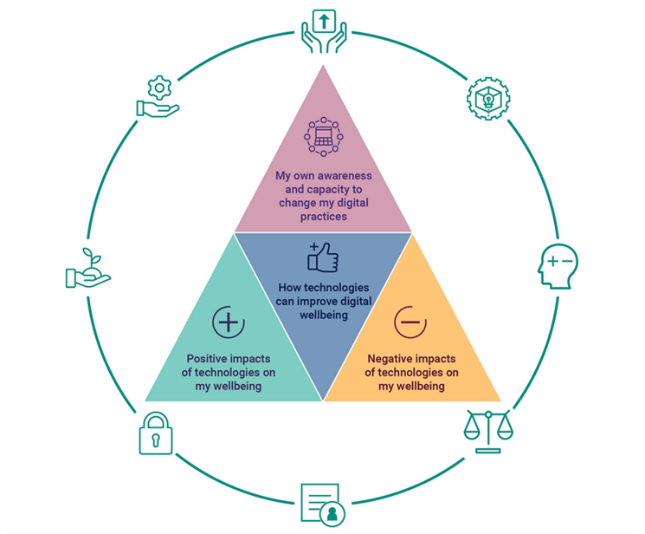 My own awareness
and capacity to
change my digital
practices
How technologies
can improve digital
wellbeing
Positive impacts
of technologies on
my wellbeing
Negative impacts
of technologies on
my wellbeing